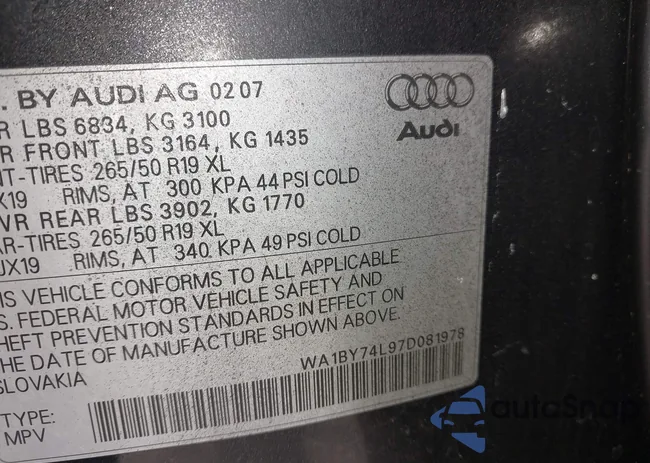 . BY AUDI AG 02 07
R LBS 6834, KG 3100
R FRONT LBS 3164, KG 1435
NT-TIRES 265/50 R19 XL
X19 RIMS, AT 300 KPA 44 PSI COLD
VR REAR LBS 3902, KG 1770
R-TIRES 265/50 R19 XL
JX19 RIMS, AT 340 KPA 49 PSI COLD
Audi
IS VEHICLE CONFORMS TO ALL APPLICABLE
S. FEDERAL MOTOR VEHICLE SAFETY AND
HEFT PREVENTION STANDARDS IN EFFECT ON
HE DATE OF MANUFACTURE SHOWN ABOVE.
SLOVAKIA
WA1BY74L97D081978
TYPE:
MPV
autoSnap